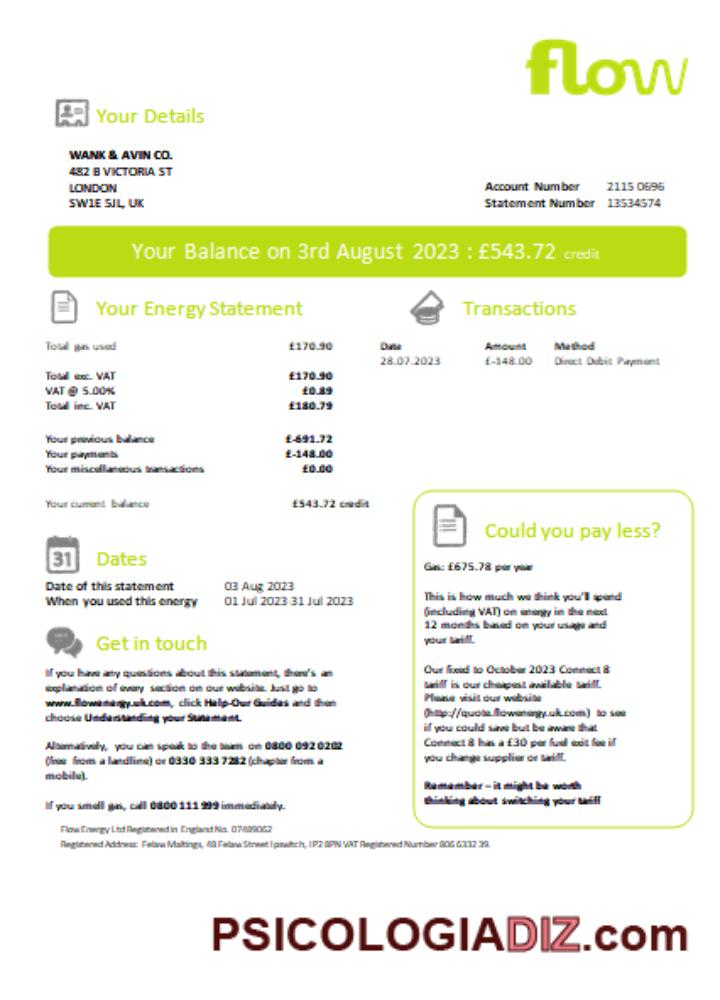 flow
Your Details
WANK & AVIN CO.
482 B VICTORIA ST
LONDON
SW1E 5JL, UK
Account Number 2115 0696
Statement Number 13534574
Your Balance on 3rd August 2023 : £543.72 credit
Your Energy Statement
Total gas used £170.90
Total exc. VAT £170.90
VAT @ 5.00% £0.89
Total inc. VAT £180.79
Your previous balance £-691.72
Your payments £-148.00
Your miscellaneous transactions £0.00
Your current balance £543.72 credit
Transactions
Date Amount Method
28.07.2023 £-148.00 Direct Debit Payment
31
Dates
Date of this statement 03 Aug 2023
When you used this energy 01 Jul 2023-31 Jul 2023
Get in touch
If you have any questions about this statement, there's an
explanation of every section on our website. Just go to
www.flowenergy.uk.com, click Help-Our Guides and then
choose Understanding your Statement.
Alternatively, you can speak to the team on 0800 092 0202
(free from a landline) or 0330 333 7282 (chapter from a
mobile).
If you smell gas, call 0800 111 999 immediately.
Could you pay less?
Gas: £675.78 per year
This is how much we think you'll spend
(including VAT) on energy in the next
12 months based on your usage and
your tariff.
Our fixed to October 2023 Connect 8
tariff is our cheapest available tariff.
Please visit our website
(http://quote.flowenergy.uk.com) to see
if you could save but be aware that
Connect 8 has a £30 per fuel exit fee if
you change supplier or tariff.
Remember – it might be worth
thinking about switching your tariff
Flow Energy Ltd Registered in England No. 07489062
Registered Address: Felaw Maltings, 48 Felaw Street Ipswitch, IP2 8PN VAT Registered Number 806 6332 39.
PSICOLOGIADIZ.com